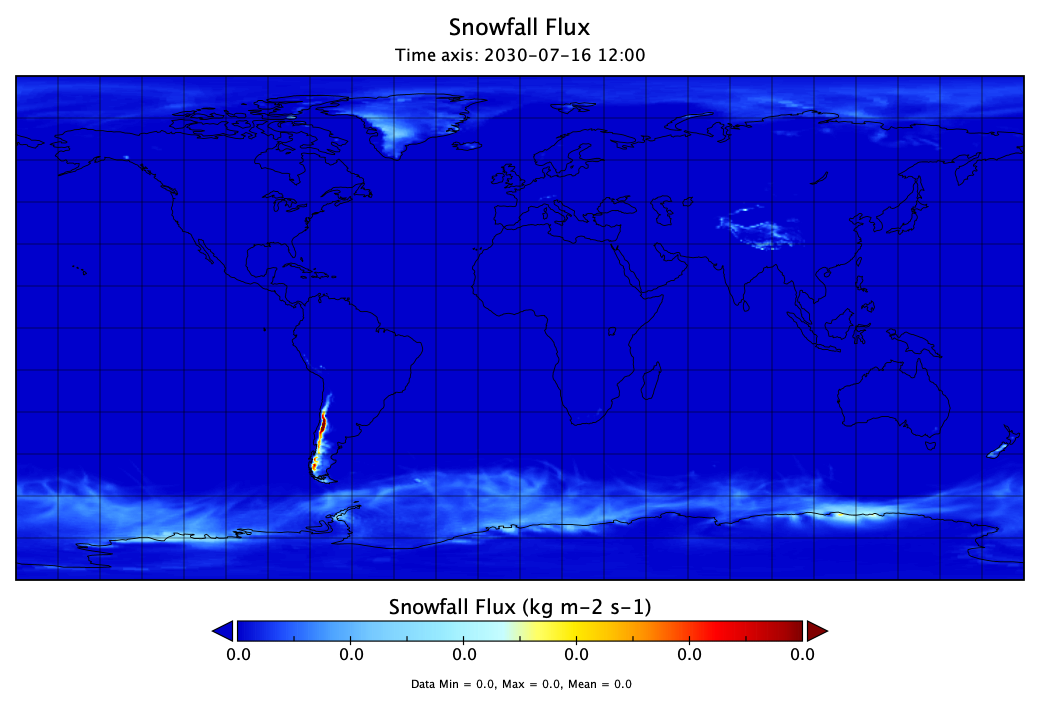 Snowfall Flux
Time axis: 2030-07-16 12:00
Snowfall Flux (kg m-2 s-1)
0.0 0.0 0.0 0.0 0.0 0.0
Data Min = 0.0, Max = 0.0, Mean = 0.0